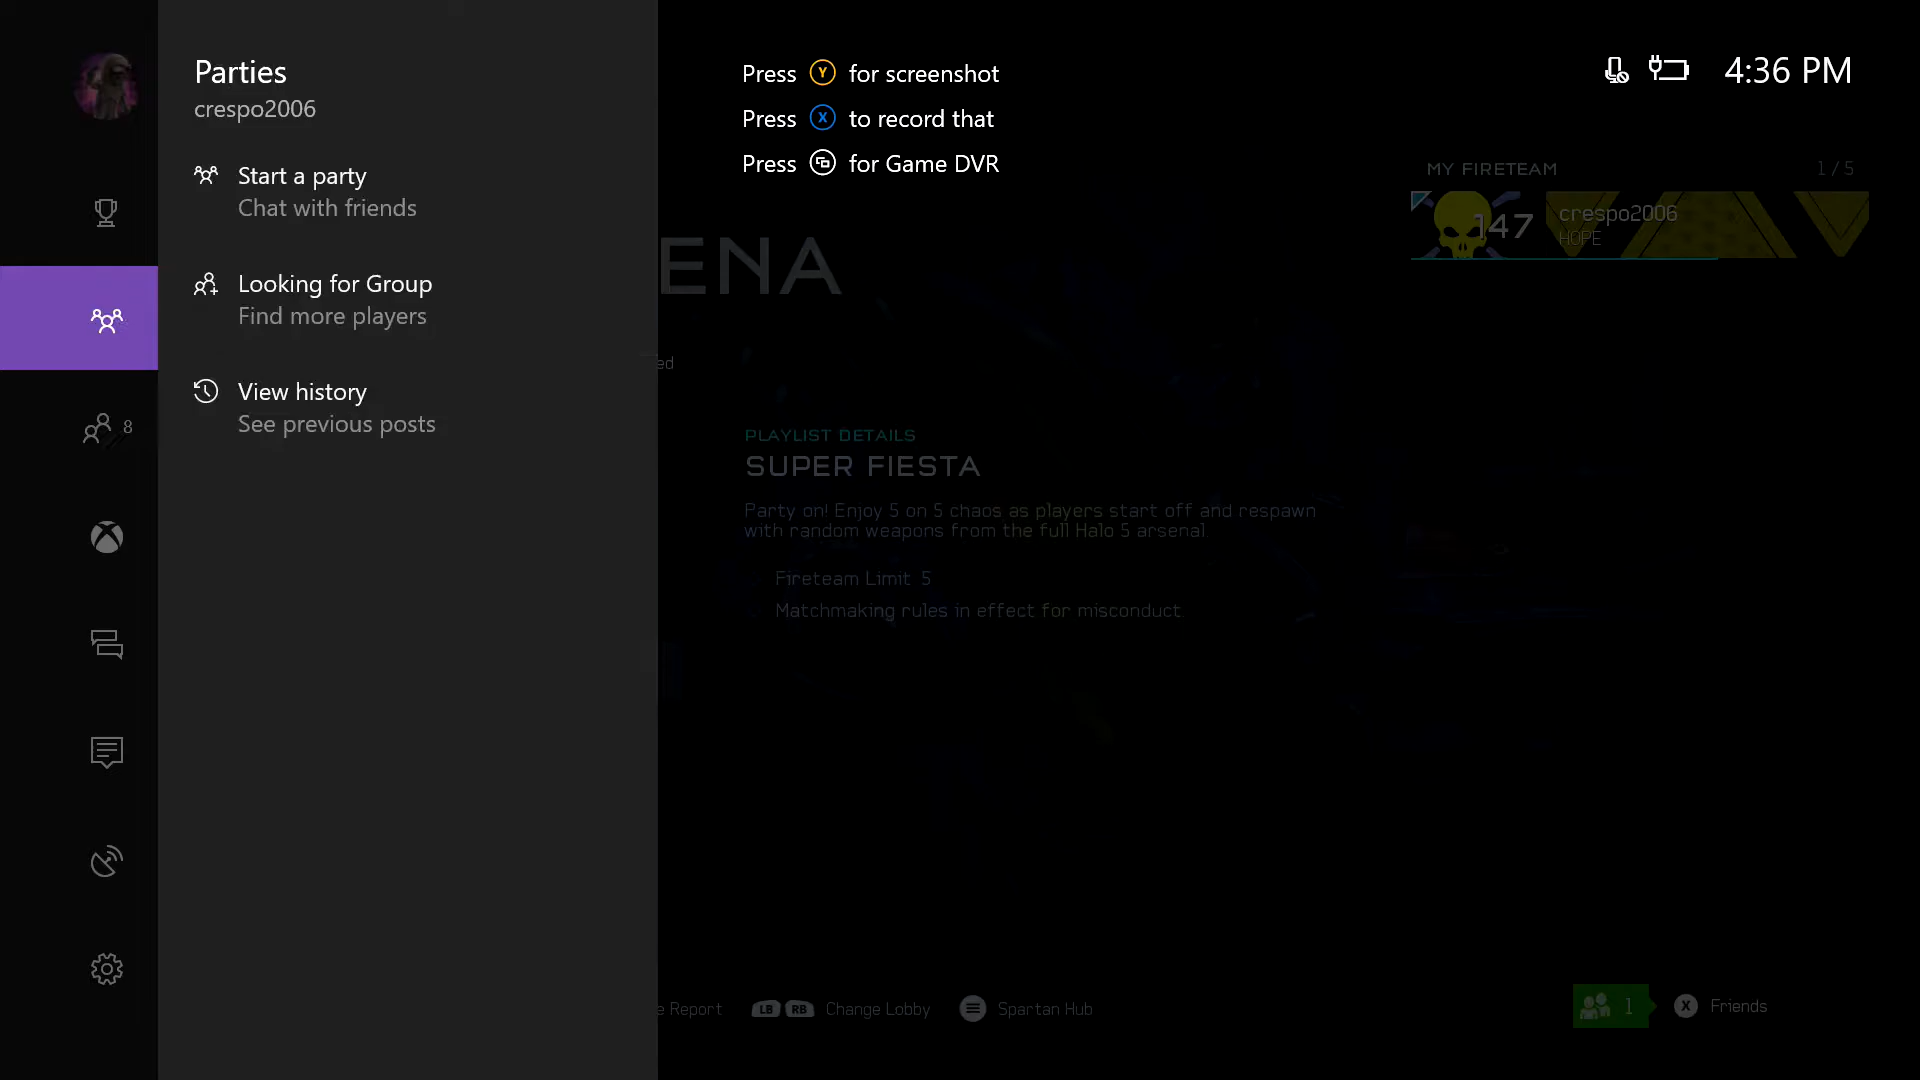 Parties
crespo2006
Start a party
Chat with friends
Looking for Group
Find more players
View history
See previous posts
8
Press Y for screenshot
Press X to record that
Press for Game DVR
4:36 PM
MY FIRETEAM 1 / 5
147 crespo2006
HOPE
ENA
ed
PLAYLIST DETAILS
SUPER FIESTA
Party on! Enjoy 5 on 5 chaos as players start off and respawn
with random weapons from the full Halo 5 arsenal.
Fireteam Limit 5
Matchmaking rules in effect for misconduct.
e Report LB RB Change Lobby Spartan Hub
1 X Friends